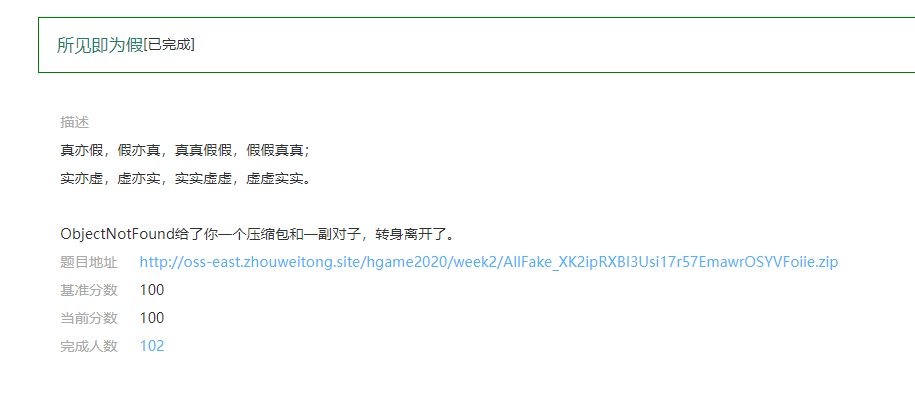 所见即为假[已完成]
描述
真亦假，假亦真，真真假假，假假真真；
实亦虚，虚亦实，实实虚虚，虚虚实实。
ObjectNotFound给了你一个压缩包和一副对子，转身离开了。
题目地址 http://oss-east.zhouweitong.site/hgame2020/week2/AllFake_XK2ipRXBI3Usi17r57EmawrOSYVFoiie.zip
基准分数 100
当前分数 100
完成人数 102